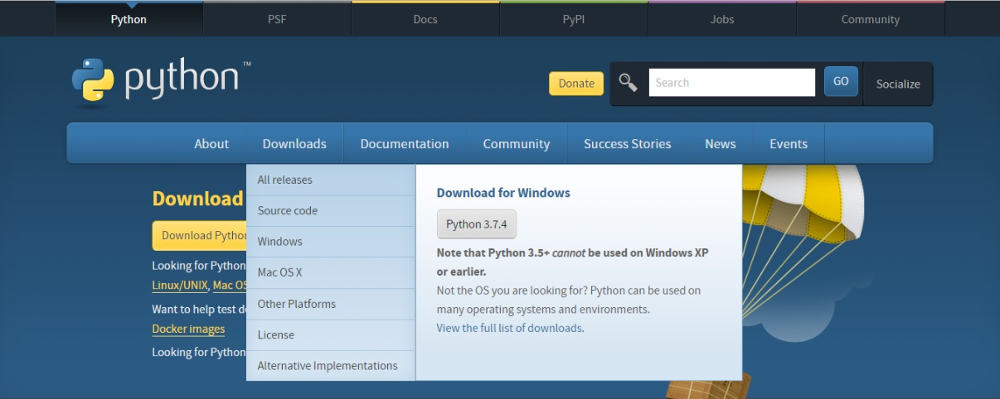 Python PSF Docs PyPI Jobs Community
python™
Donate Search GO Socialize
About Downloads Documentation Community Success Stories News Events
All releases
Source code
Windows
Mac OS X
Other Platforms
License
Alternative Implementations
Download for Windows
Python 3.7.4
Note that Python 3.5+ cannot be used on Windows XP
or earlier.
Not the OS you are looking for? Python can be used on
many operating systems and environments.
View the full list of downloads.
Download
Download Python
Looking for Python
Linux/UNIX, Mac OS
Want to help test
Docker images
Looking for Python